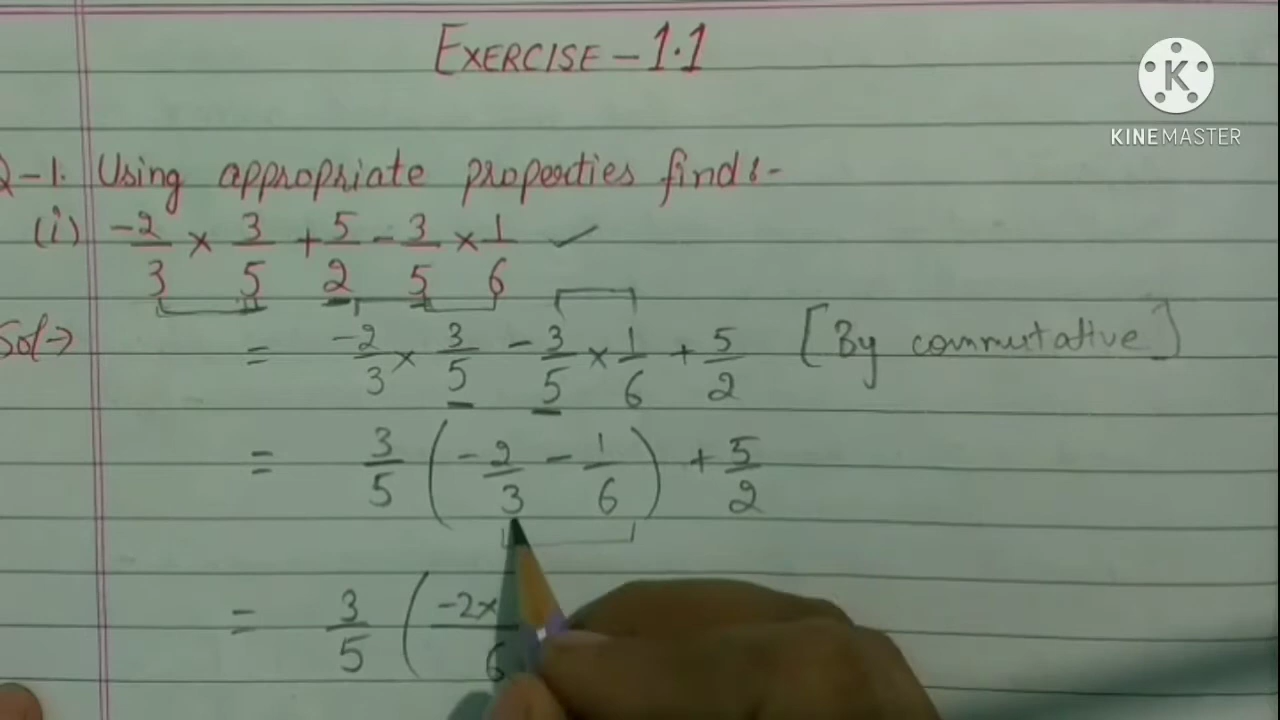 EXERCISE - 1.1
KINEMASTER
Q-1. Using appropriate properties find:-
(i) -2/3 × 3/5 + 5/2 - 3/5 × 1/6 ✓
Sol→ = -2/3 × 3/5 - 3/5 × 1/6 + 5/2 [By commutative]
= 3/5 (-2/3 - 1/6) + 5/2
= 3/5 (-2×/6